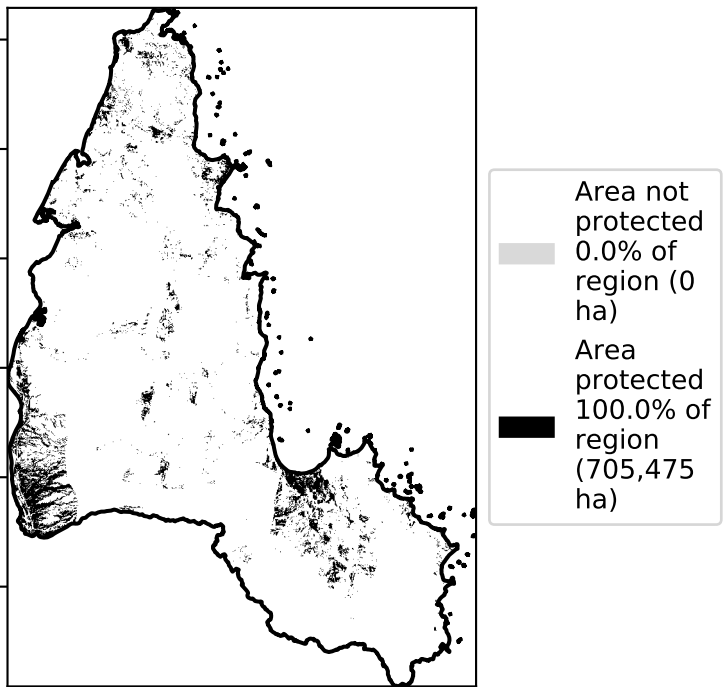 Area not
protected
0.0% of
region (0
ha)
Area
protected
100.0% of
region
(705,475
ha)